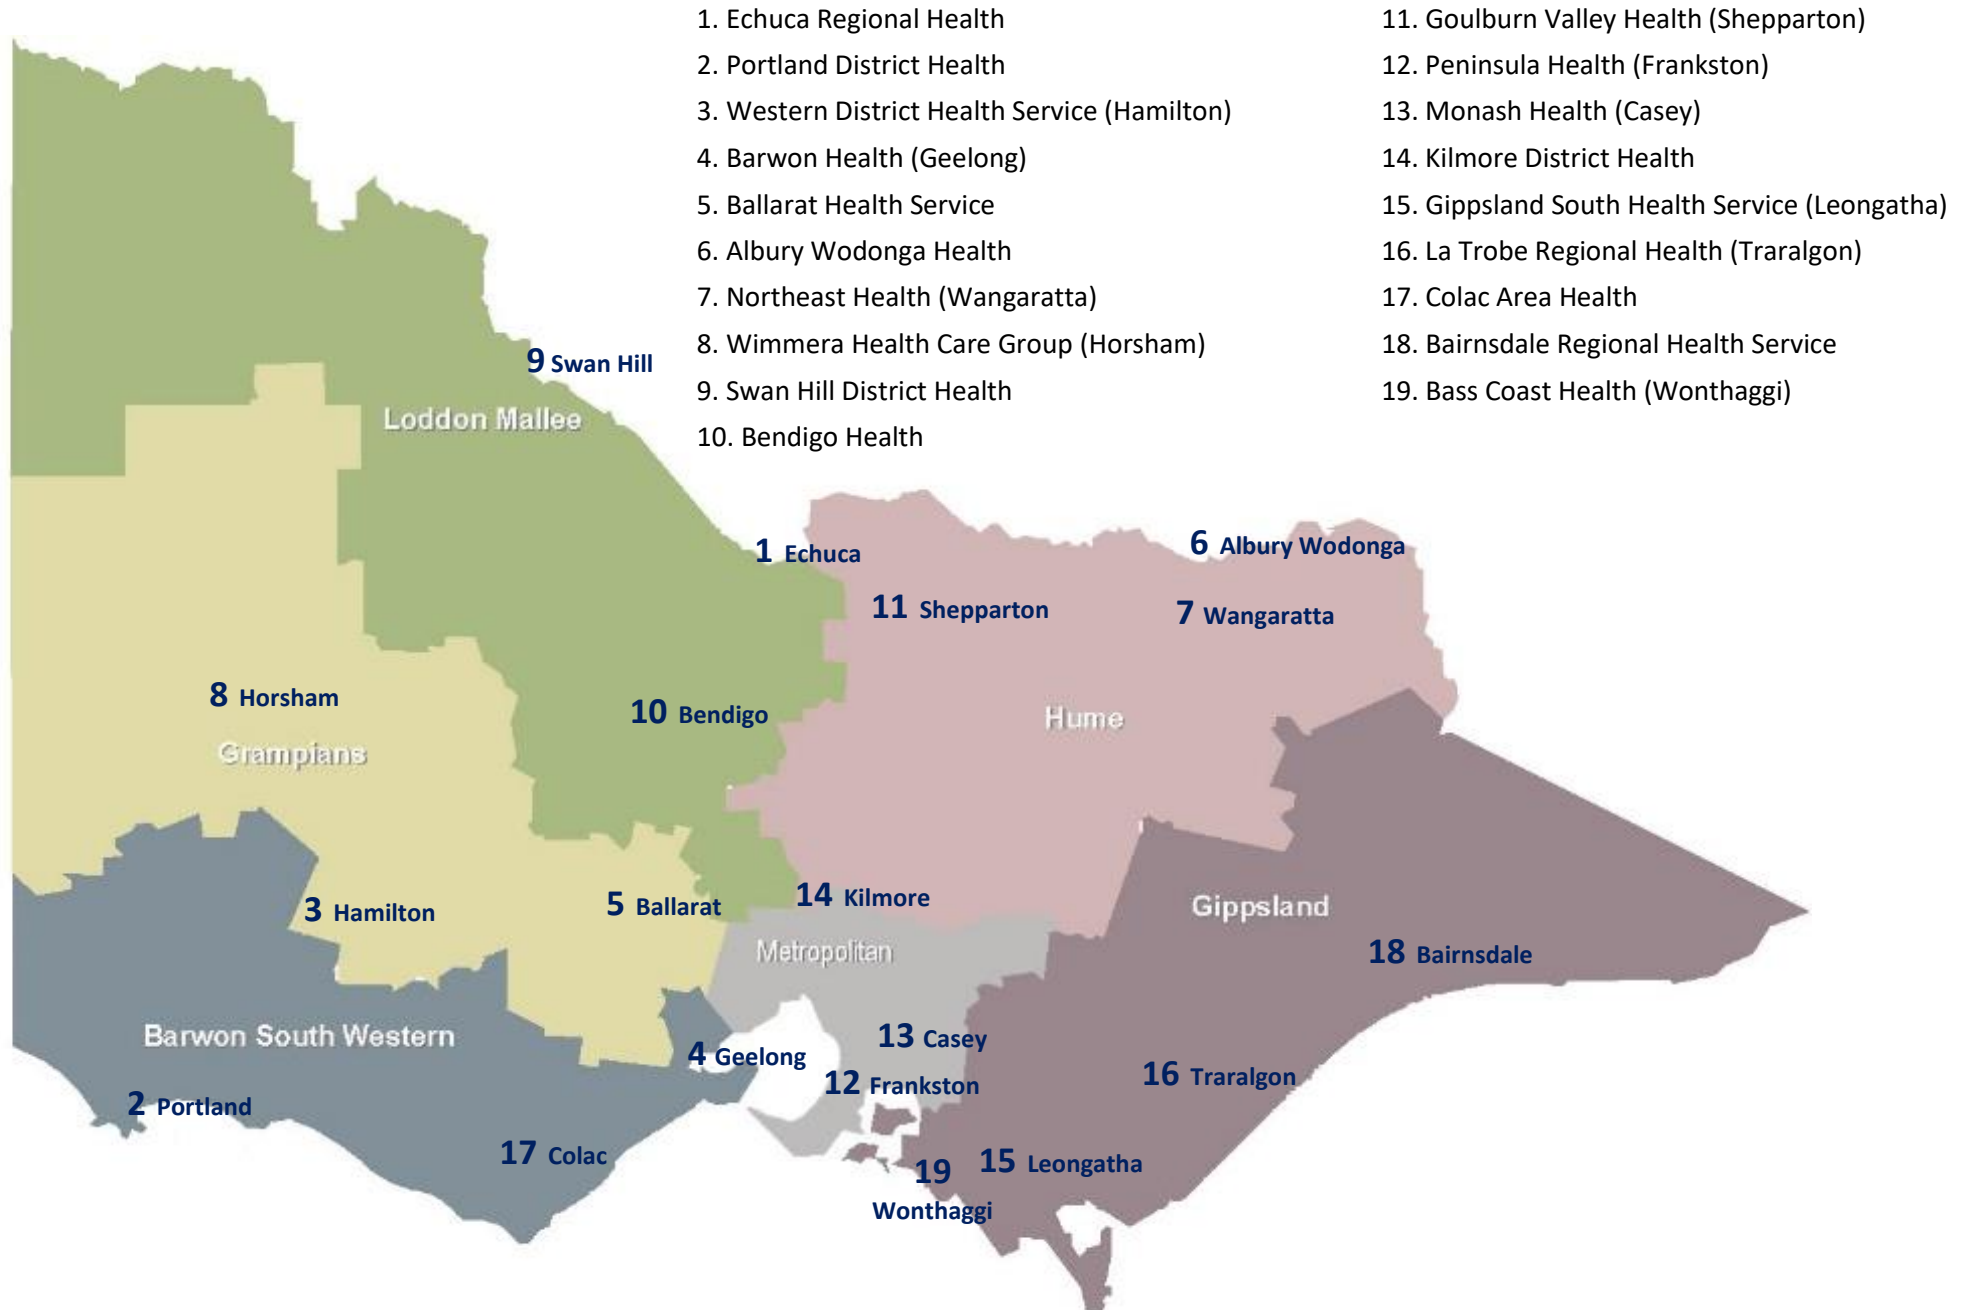 1. Echuca Regional Health
2. Portland District Health
3. Western District Health Service (Hamilton)
4. Barwon Health (Geelong)
5. Ballarat Health Service
6. Albury Wodonga Health
7. Northeast Health (Wangaratta)
8. Wimmera Health Care Group (Horsham)
9. Swan Hill District Health
10. Bendigo Health
11. Goulburn Valley Health (Shepparton)
12. Peninsula Health (Frankston)
13. Monash Health (Casey)
14. Kilmore District Health
15. Gippsland South Health Service (Leongatha)
16. La Trobe Regional Health (Traralgon)
17. Colac Area Health
18. Bairnsdale Regional Health Service
19. Bass Coast Health (Wonthaggi)
9 Swan Hill
Loddon Mallee
1 Echuca
6 Albury Wodonga
11 Shepparton
7 Wangaratta
8 Horsham
10 Bendigo
Hume
Grampians
3 Hamilton
5 Ballarat
14 Kilmore
Gippsland
Metropolitan
18 Bairnsdale
Barwon South Western
13 Casey
4 Geelong
12 Frankston
16 Traralgon
2 Portland
17 Colac
19
Wonthaggi
15 Leongatha